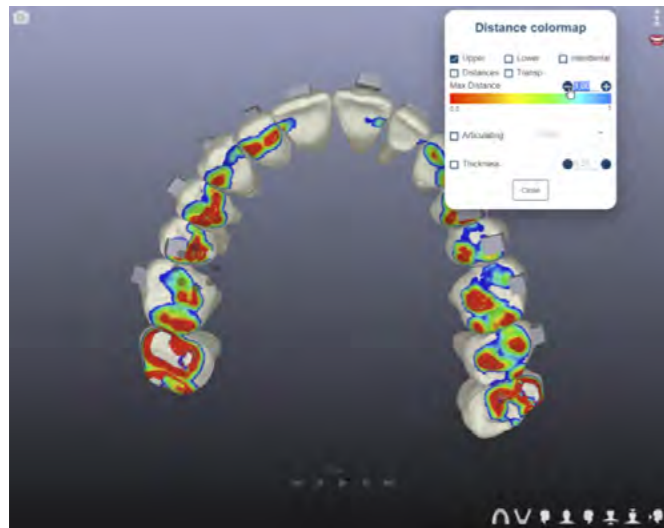 Distance colormap
Upper Lower Interdental
Distances Transp.
Max Distance
Articulating
Thickness
Close